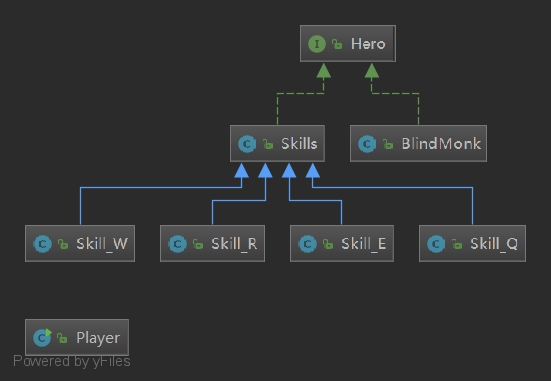 I Hero
C Skills C BlindMonk
C Skill_W C Skill_R C Skill_E C Skill_Q
C Player
Powered by yFiles